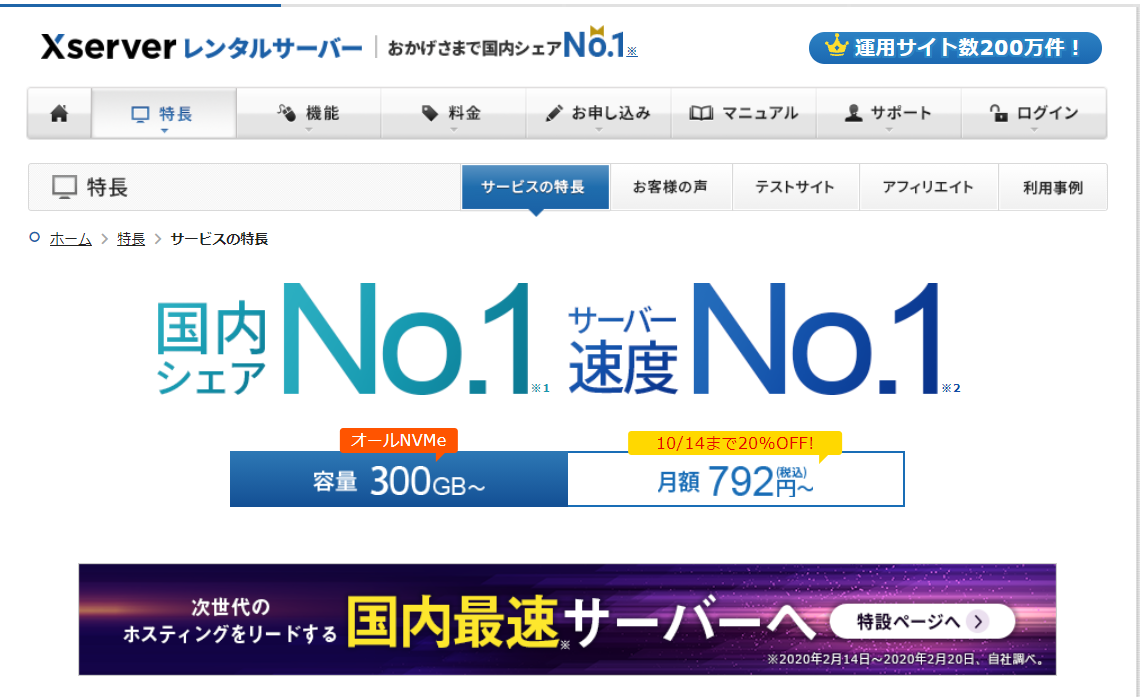 Xserver レンタルサーバー おかげさまで国内シェアNo.1※ 運用サイト数200万件！
特長 機能 料金 お申し込み マニュアル サポート ログイン
特長 サービスの特長 お客様の声 テストサイト アフィリエイト 利用事例
ホーム > 特長 > サービスの特長
国内シェア No.1※1
サーバー速度 No.1※2
オールNVMe
容量 300GB～
10/14まで20%OFF!
月額 792円(税込)～
次世代の
ホスティングをリードする
国内最速※サーバーへ
特設ページへ
※2020年2月14日～2020年2月20日、自社調べ。